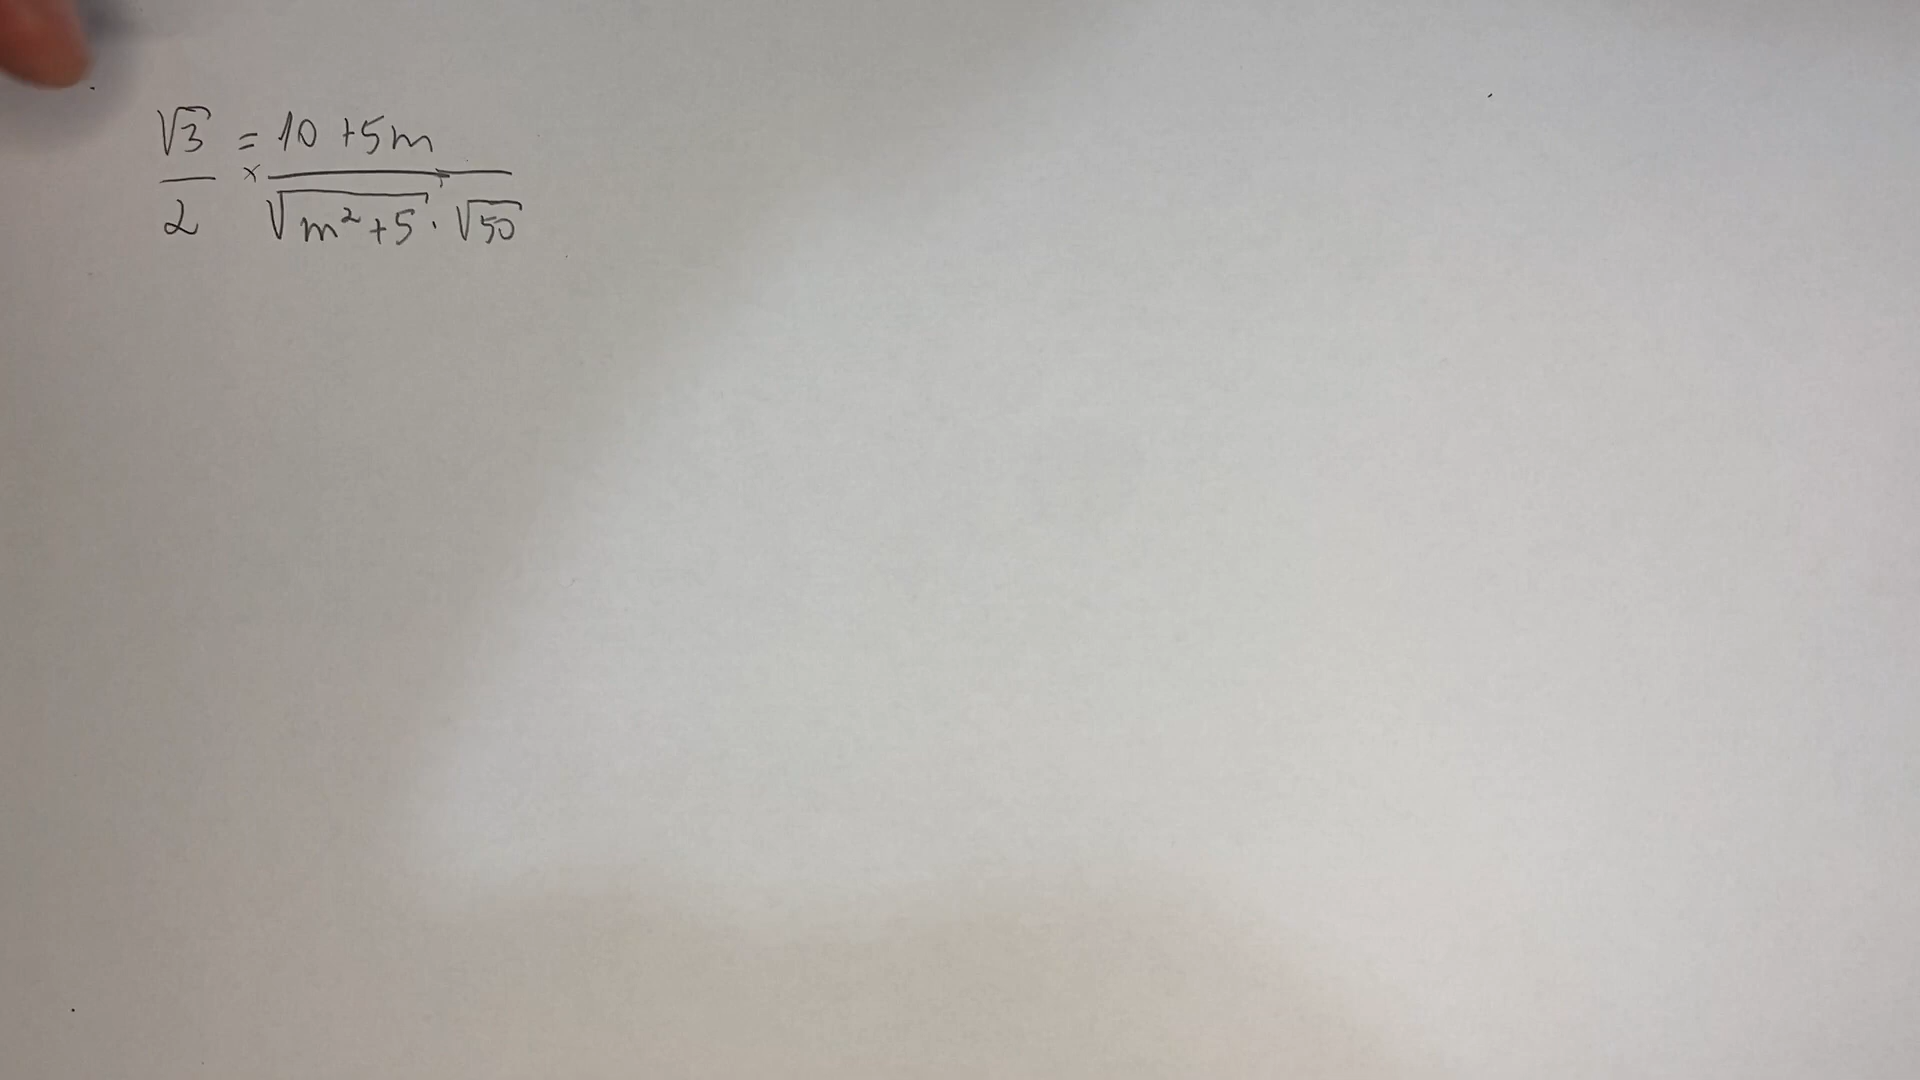 √3 = 10 +5m
2 × √m²+5 · √50